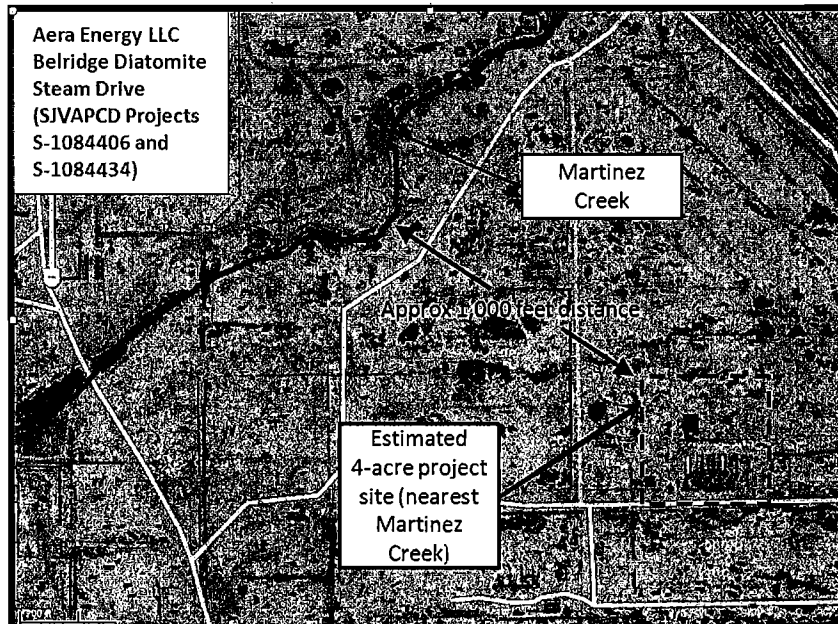 Aera Energy LLC
Belridge Diatomite
Steam Drive
(SJVAPCD Projects
S-1084406 and
S-1084434)
Martinez
Creek
Approx 1 000 feet distance
Estimated
4-acre project
site (nearest
Martinez
Creek)